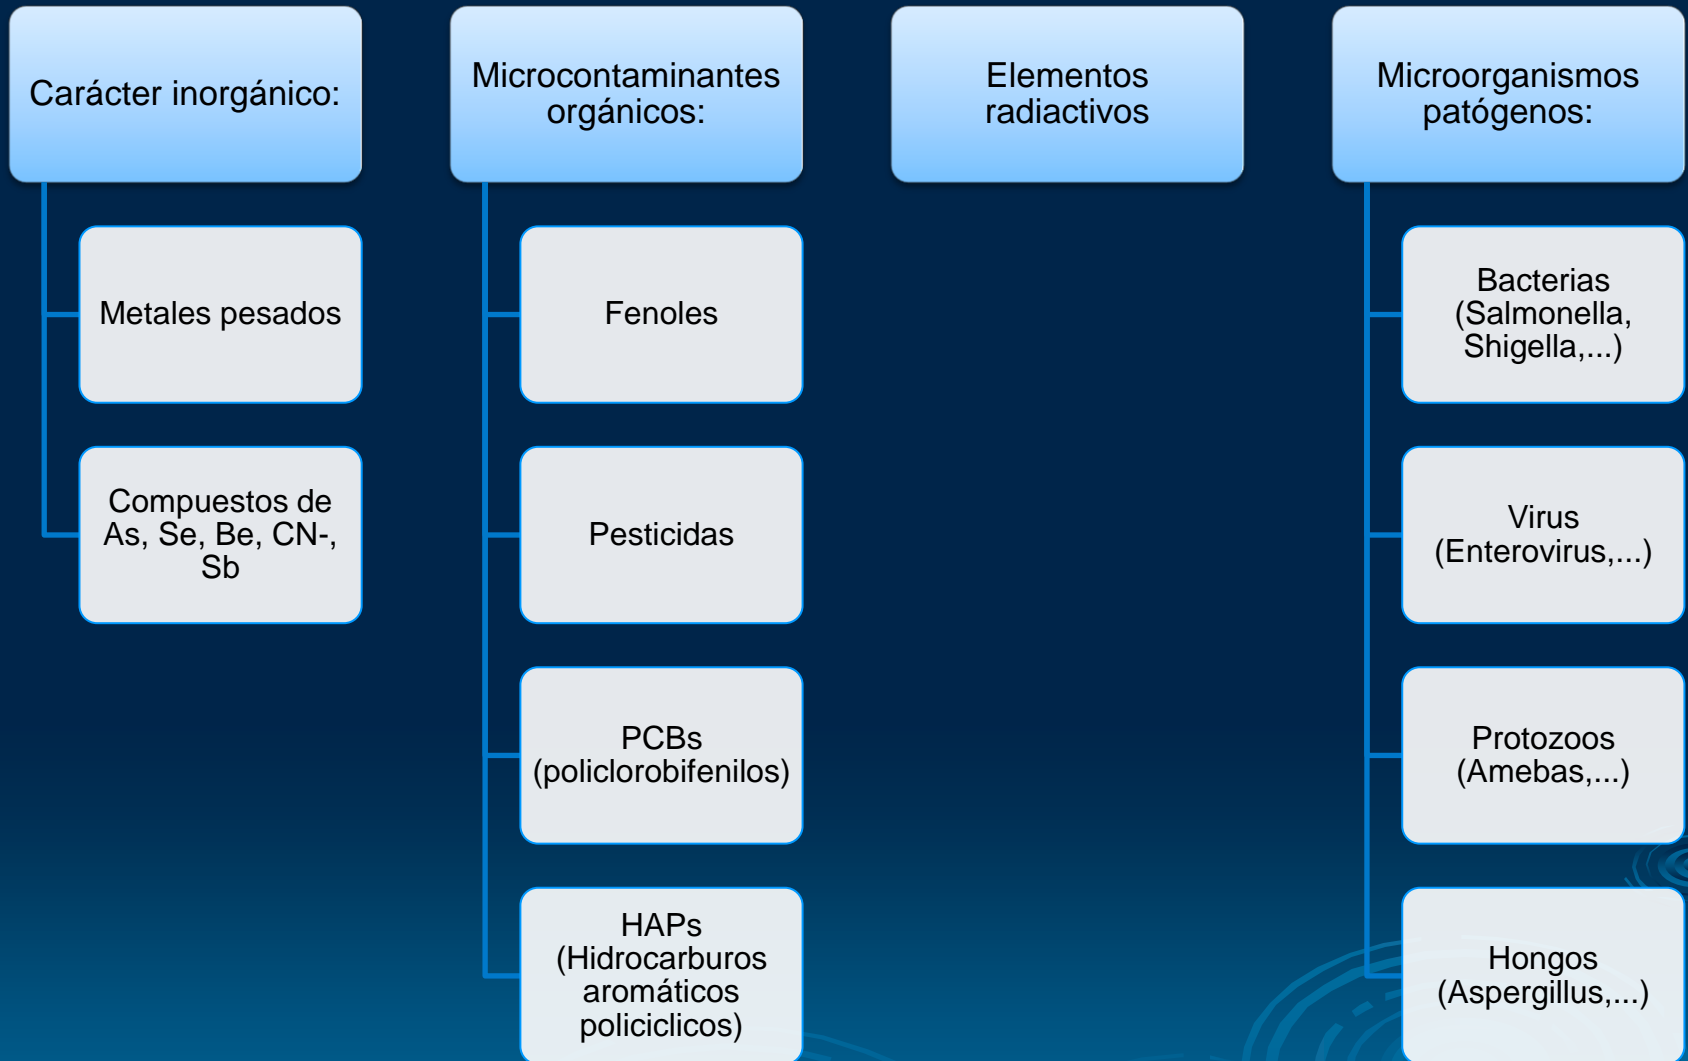 Carácter inorgánico:
Metales pesados
Compuestos de
As, Se, Be, CN-,
Sb
Microcontaminantes
orgánicos:
Fenoles
Pesticidas
PCBs
(policlorobifenilos)
HAPs
(Hidrocarburos
aromáticos
policiclicos)
Elementos
radiactivos
Microorganismos
patógenos:
Bacterias
(Salmonella,
Shigella,...)
Virus
(Enterovirus,...)
Protozoos
(Amebas,...)
Hongos
(Aspergillus,...)